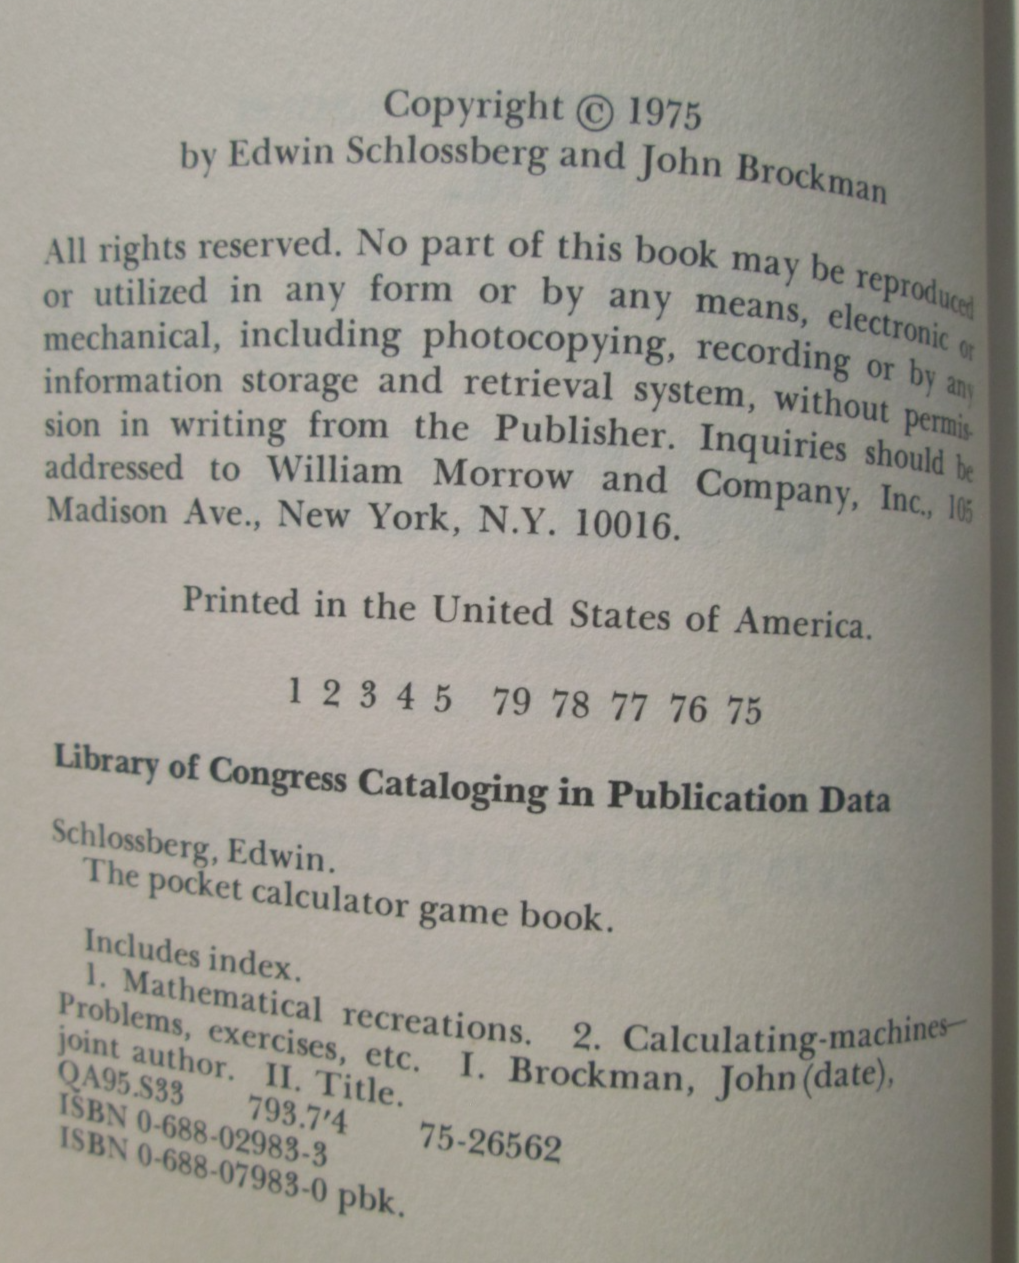 Copyright © 1975
by Edwin Schlossberg and John Brockman
All rights reserved. No part of this book may be reproduced
or utilized in any form or by any means, electronic or
mechanical, including photocopying, recording or by any
information storage and retrieval system, without permis-
sion in writing from the Publisher. Inquiries should be
addressed to William Morrow and Company, Inc., 105
Madison Ave., New York, N.Y. 10016.
Printed in the United States of America.
1 2 3 4 5 79 78 77 76 75
Library of Congress Cataloging in Publication Data
Schlossberg, Edwin.
The pocket calculator game book.
Includes index.
1. Mathematical recreations. 2. Calculating-machines—
Problems, exercises, etc. I. Brockman, John (date),
joint author. II. Title.
QA95.S33 793.7'4 75-26562
ISBN 0-688-02983-3
ISBN 0-688-07983-0 pbk.